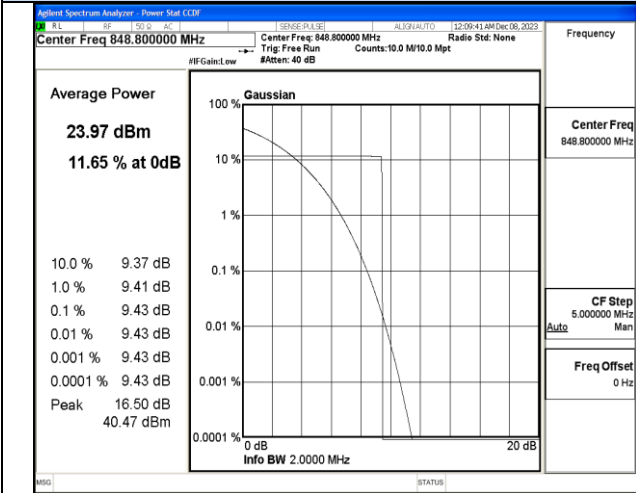 Agilent Spectrum Analyzer - Power Stat CCDF
RL RF 50 Ω AC SENSE:PULSE ALIGNAUTO 12:09:41 AM Dec 08, 2023
Center Freq 848.800000 MHz
Center Freq: 848.800000 MHz
Radio Std: None
Trig: Free Run
Counts:10.0 M/10.0 Mpt
#IFGain:Low
#Atten: 40 dB
Frequency
Average Power
23.97 dBm
11.65 % at 0dB
10.0 % 9.37 dB
1.0 % 9.41 dB
0.1 % 9.43 dB
0.01 % 9.43 dB
0.001 % 9.43 dB
0.0001 % 9.43 dB
Peak 16.50 dB
40.47 dBm
Gaussian
100 %
10 %
1 %
0.1 %
0.01 %
0.001 %
0.0001 %
0 dB
20 dB
Info BW 2.0000 MHz
Center Freq
848.800000 MHz
CF Step
5.000000 MHz
Auto Man
Freq Offset
0 Hz
MSG
STATUS